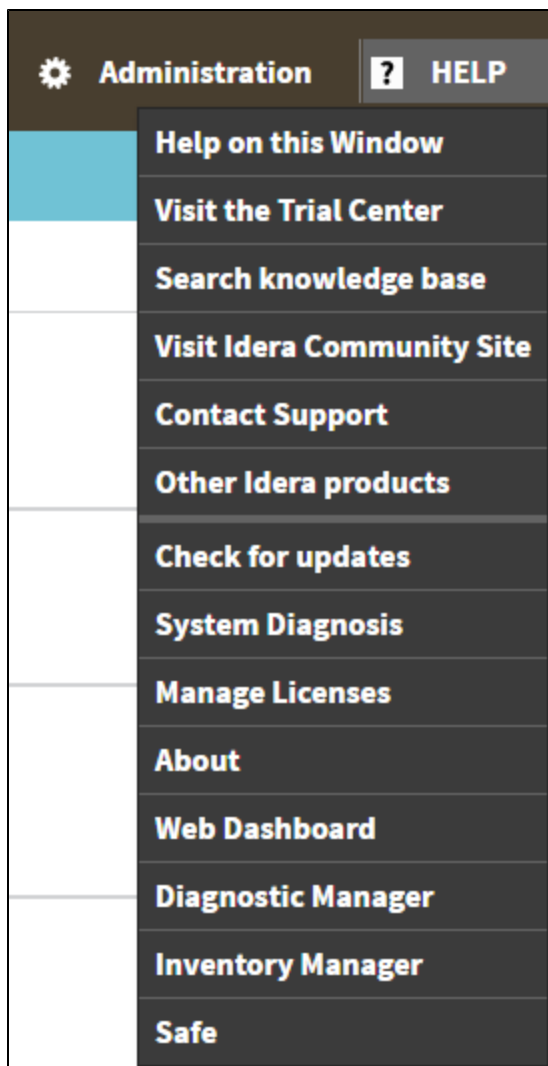 Administration ? HELP
Help on this Window
Visit the Trial Center
Search knowledge base
Visit Idera Community Site
Contact Support
Other Idera products
Check for updates
System Diagnosis
Manage Licenses
About
Web Dashboard
Diagnostic Manager
Inventory Manager
Safe